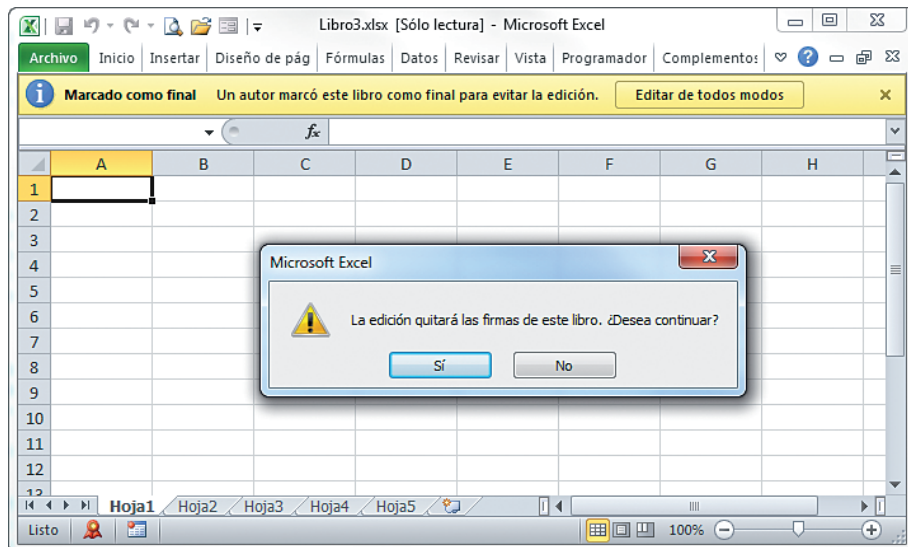 Libro3.xlsx [Sólo lectura] - Microsoft Excel
Archivo Inicio Insertar Diseño de pág Fórmulas Datos Revisar Vista Programador Complementos
Marcado como final Un autor marcó este libro como final para evitar la edición. Editar de todos modos
fx
A B C D E F G H
1
2
3
4
5
6
7
8
9
10
11
12
13
Microsoft Excel
La edición quitará las firmas de este libro. ¿Desea continuar?
Sí No
Hoja1 Hoja2 Hoja3 Hoja4 Hoja5
Listo 100%